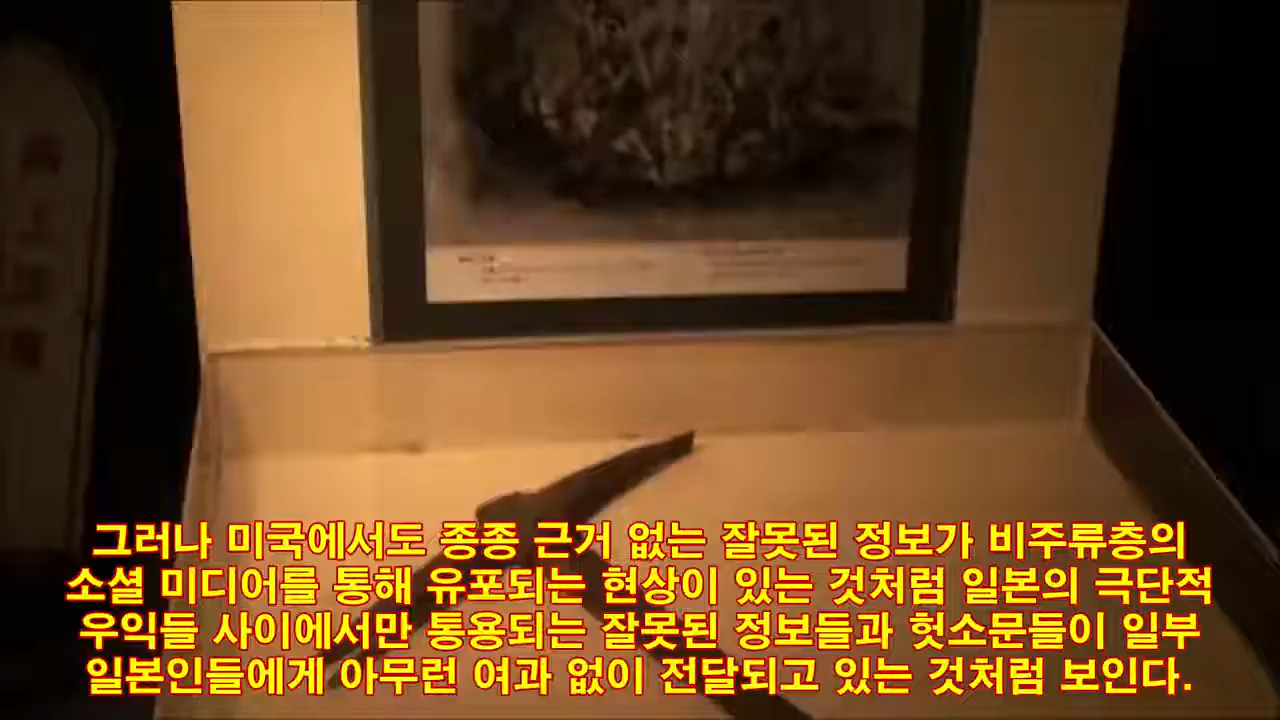 그러나 미국에서도 종종 근거 없는 잘못된 정보가 비주류층의
소셜 미디어를 통해 유포되는 현상이 있는 것처럼 일본의 극단적
우익들 사이에서만 통용되는 잘못된 정보들과 헛소문들이 일부
일본인들에게 아무런 여과 없이 전달되고 있는 것처럼 보인다.